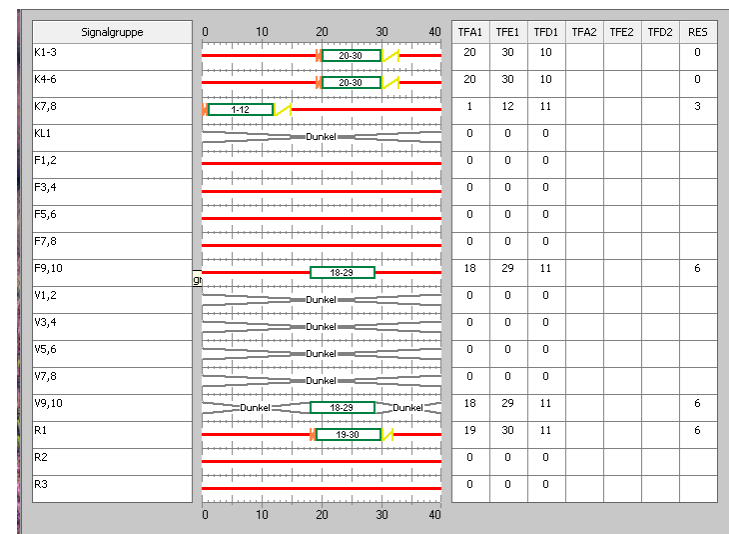 Signalgruppe 0 10 20 30 40 TFA1 TFE1 TFD1 TFA2 TFE2 TFD2 RES
K1-3 20-30 20 30 10 0
K4-6 20-30 20 30 10 0
K7,8 1-12 1 12 11 3
KL1 Dunkel 0 0 0
F1,2 0 0 0
F3,4 0 0 0
F5,6 0 0 0
F7,8 0 0 0
F9,10 18-29 18 29 11 6
V1,2 Dunkel 0 0 0
V3,4 Dunkel 0 0 0
V5,6 Dunkel 0 0 0
V7,8 Dunkel 0 0 0
V9,10 Dunkel 18-29 Dunkel 18 29 11 6
R1 19-30 19 30 11 6
R2 0 0 0
R3 0 0 0
0 10 20 30 40